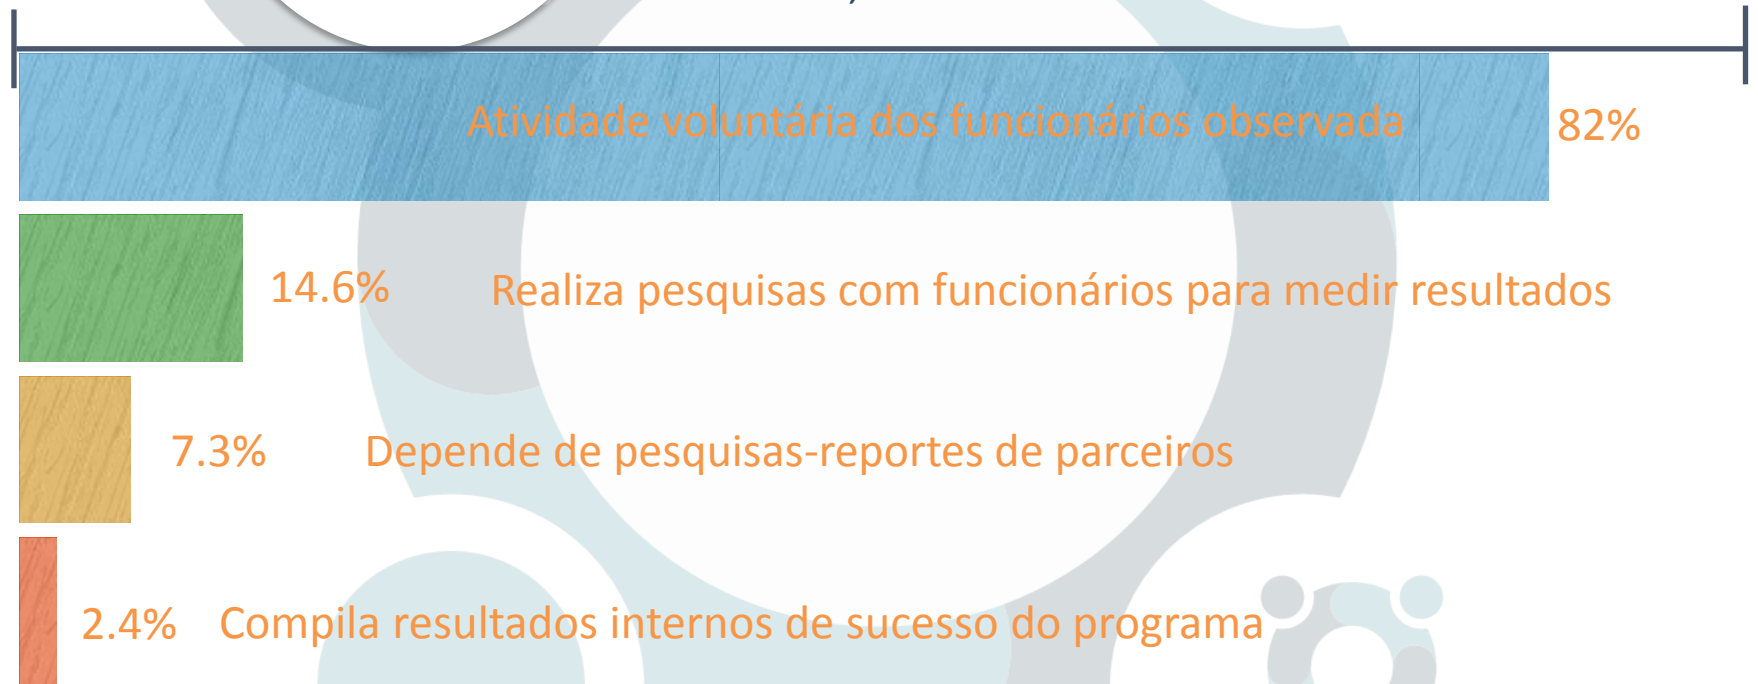 Atividade voluntária dos funcionários observada 82%
14.6% Realiza pesquisas com funcionários para medir resultados
7.3% Depende de pesquisas-reportes de parceiros
2.4% Compila resultados internos de sucesso do programa